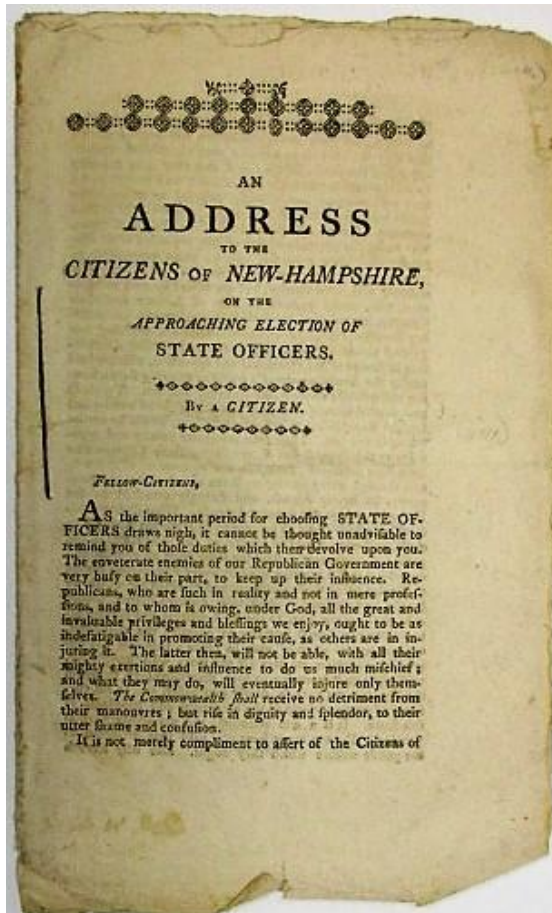 AN
ADDRESS
TO THE
CITIZENS OF NEW-HAMPSHIRE,
ON THE
APPROACHING ELECTION OF
STATE OFFICERS.
BY A CITIZEN.
FELLOW-CITIZENS,
AS the important period for chooſing STATE OF-
FICERS draws nigh, it cannot be thought unadviſable to
remind you of thoſe duties which then devolve upon you.
The enveterate enemies of our Republican Government are
very buſy on their part, to keep up their influence. Re-
publicans, who are ſuch in reality and not in mere profeſ-
ſions, and to whom is owing, under God, all the great and
invaluable privileges and bleſſings we enjoy, ought to be as
indefatigable in promoting their cauſe, as others are in in-
juring it. The latter then, will not be able, with all their
mighty exertions and influence to do us much miſchief;
and what they may do, will eventually injure only them-
ſelves. The Commonwealth ſhall receive no detriment from
their manouvres; but riſe in dignity and ſplendor, to their
utter ſhame and confuſion.
It is not merely compliment to aſſert of the Citizens of